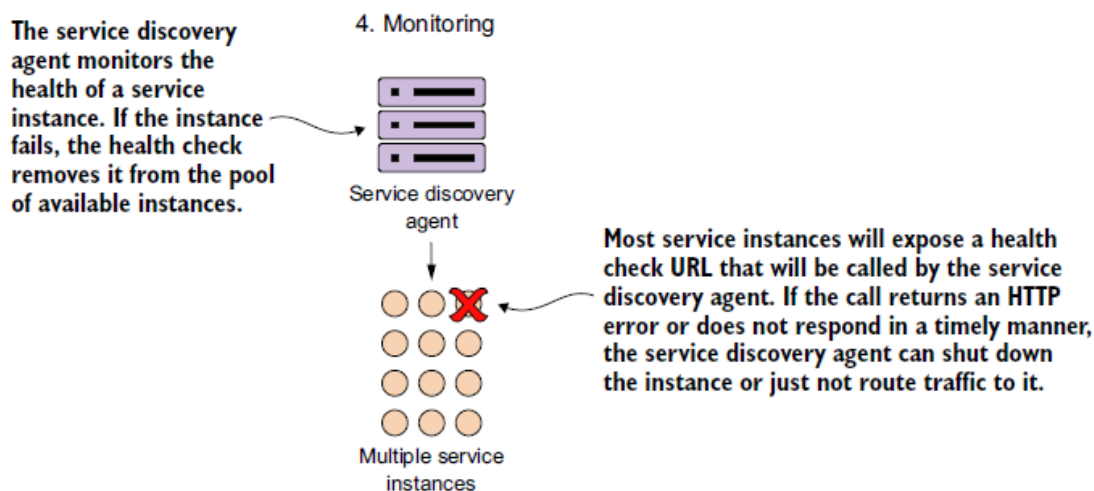 The service discovery
agent monitors the
health of a service
instance. If the instance
fails, the health check
removes it from the pool
of available instances.
4. Monitoring
Service discovery
agent
Most service instances will expose a health
check URL that will be called by the service
discovery agent. If the call returns an HTTP
error or does not respond in a timely manner,
the service discovery agent can shut down
the instance or just not route traffic to it.
Multiple service
instances